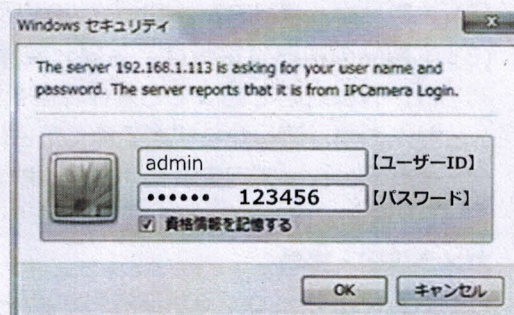 Windows セキュリティ
The server 192.168.1.113 is asking for your user name and
password. The server reports that it is from IPCamera Login.
admin 【ユーザーID】
•••••• 123456 【パスワード】
資格情報を記憶する
OK キャンセル